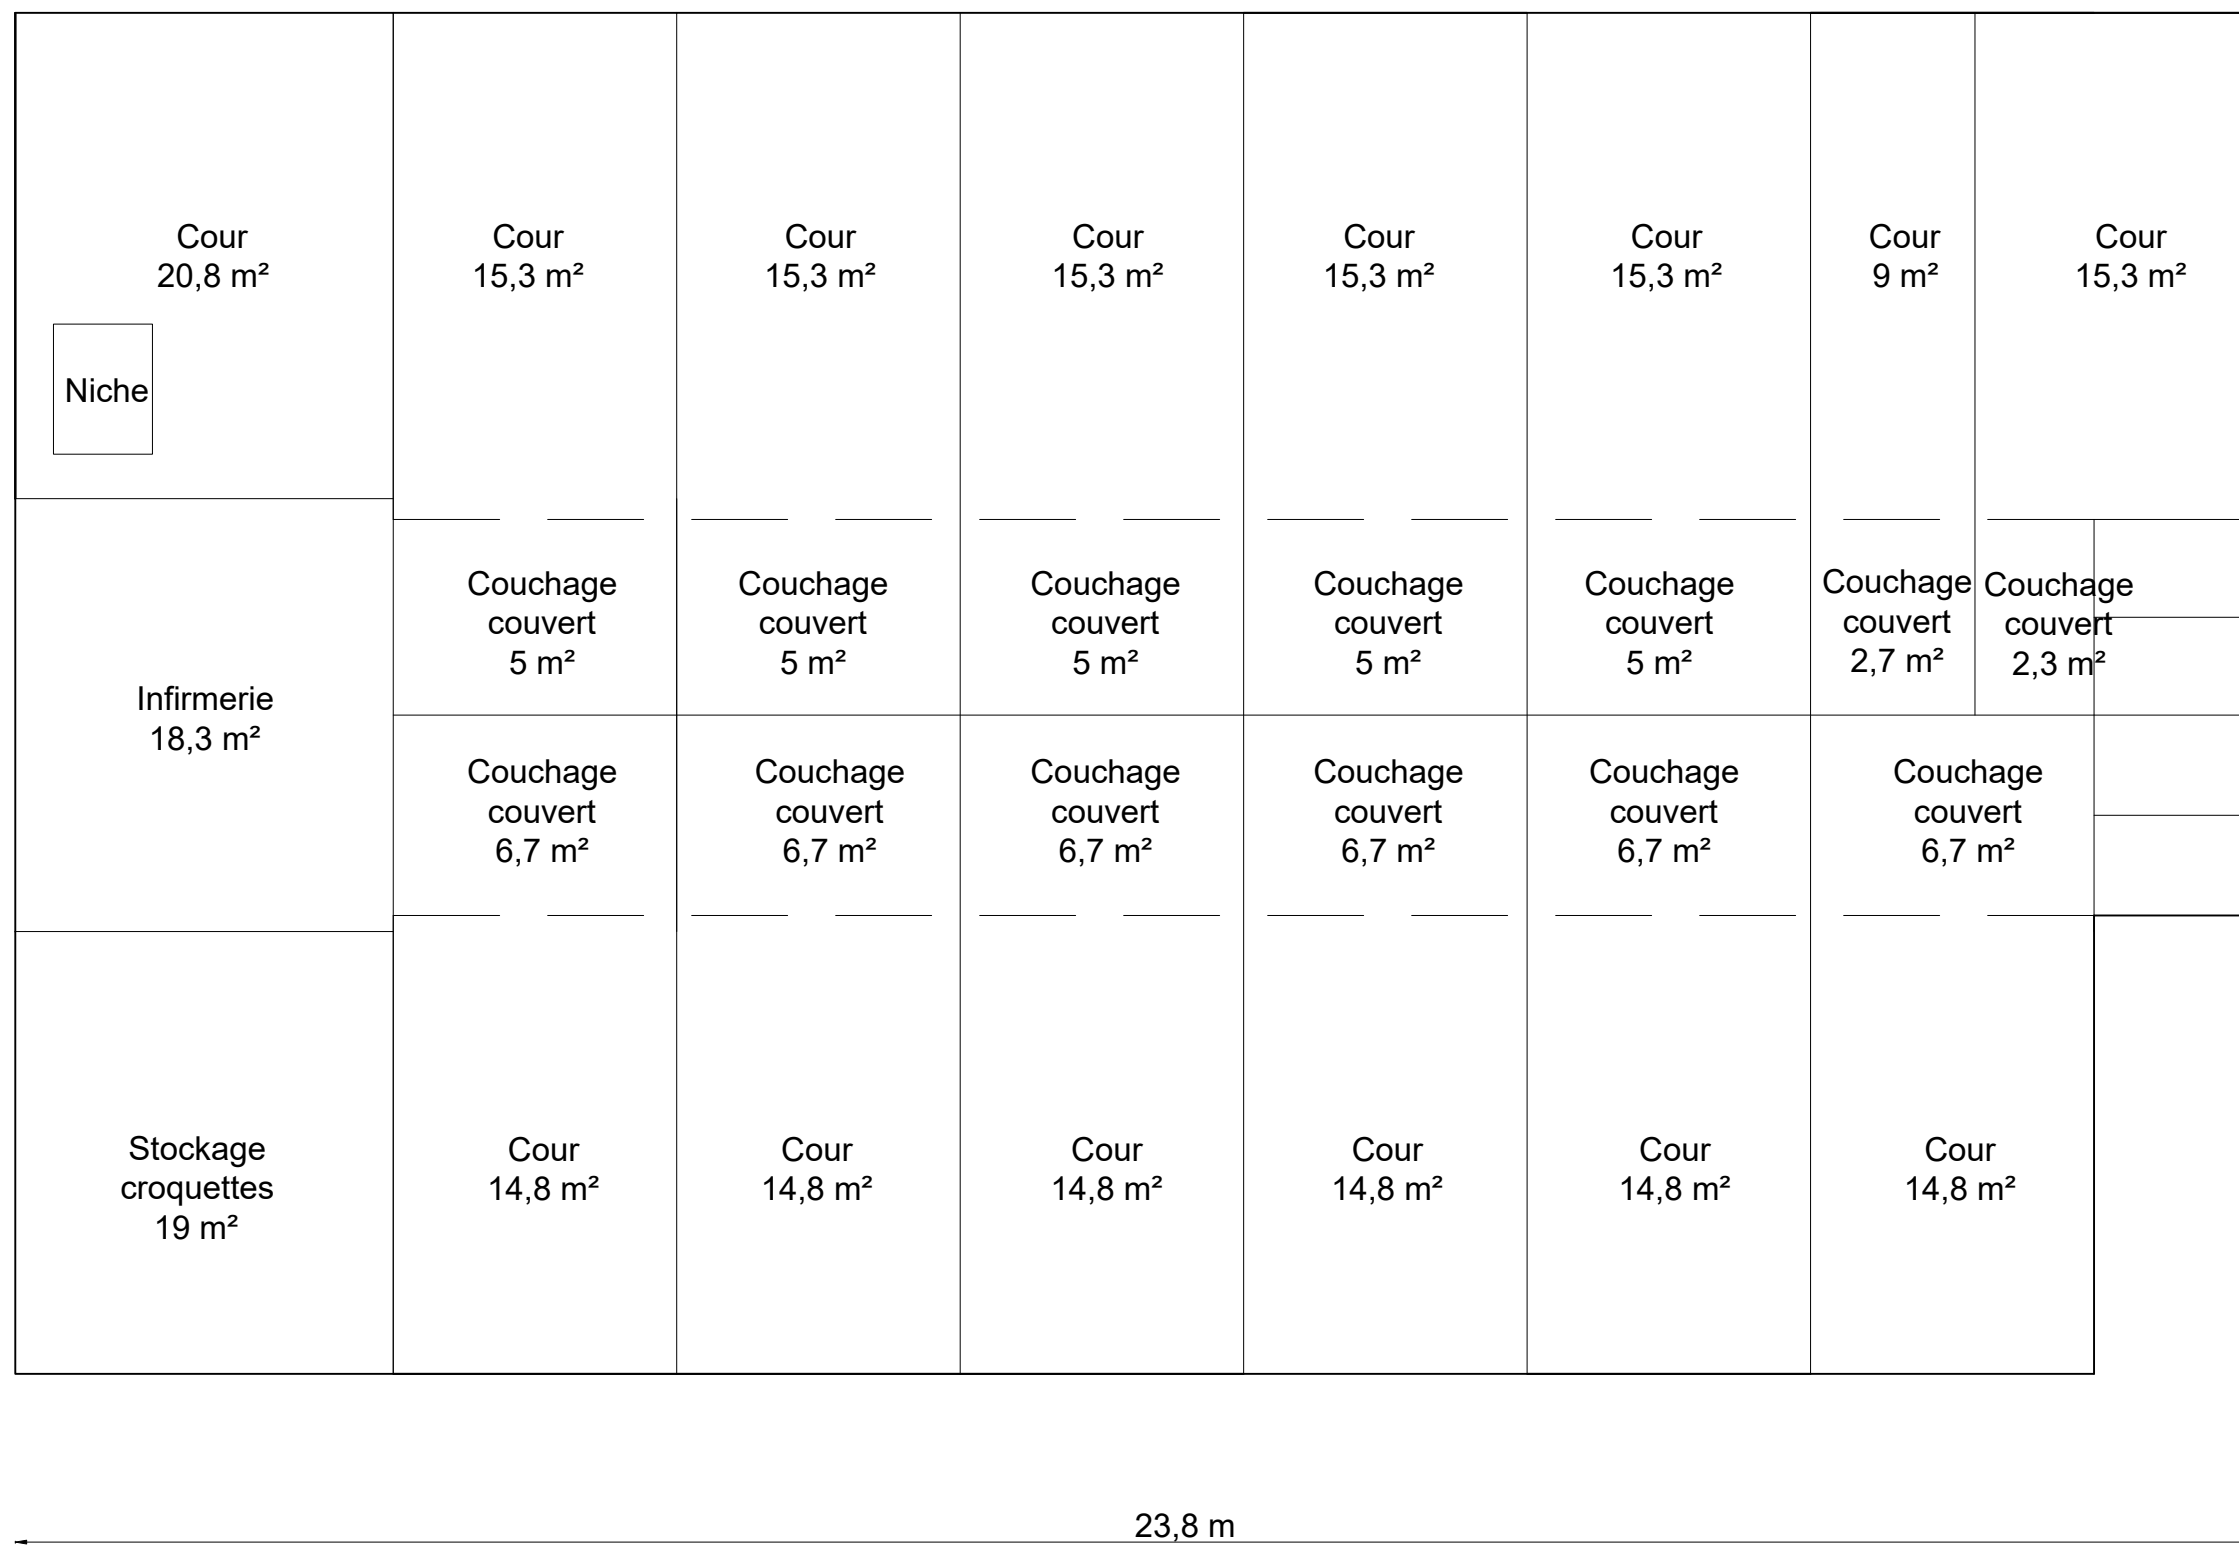 Cour
20,8 m²
Cour
15,3 m²
Cour
15,3 m²
Cour
15,3 m²
Cour
15,3 m²
Cour
15,3 m²
Cour
9 m²
Cour
15,3 m²
Niche
Couchage
couvert
5 m²
Couchage
couvert
5 m²
Couchage
couvert
5 m²
Couchage
couvert
5 m²
Couchage
couvert
5 m²
Couchage
couvert
2,7 m²
Couchage
couvert
2,3 m²
Infirmerie
18,3 m²
Couchage
couvert
6,7 m²
Couchage
couvert
6,7 m²
Couchage
couvert
6,7 m²
Couchage
couvert
6,7 m²
Couchage
couvert
6,7 m²
Couchage
couvert
6,7 m²
Stockage
croquettes
19 m²
Cour
14,8 m²
Cour
14,8 m²
Cour
14,8 m²
Cour
14,8 m²
Cour
14,8 m²
Cour
14,8 m²
23,8 m